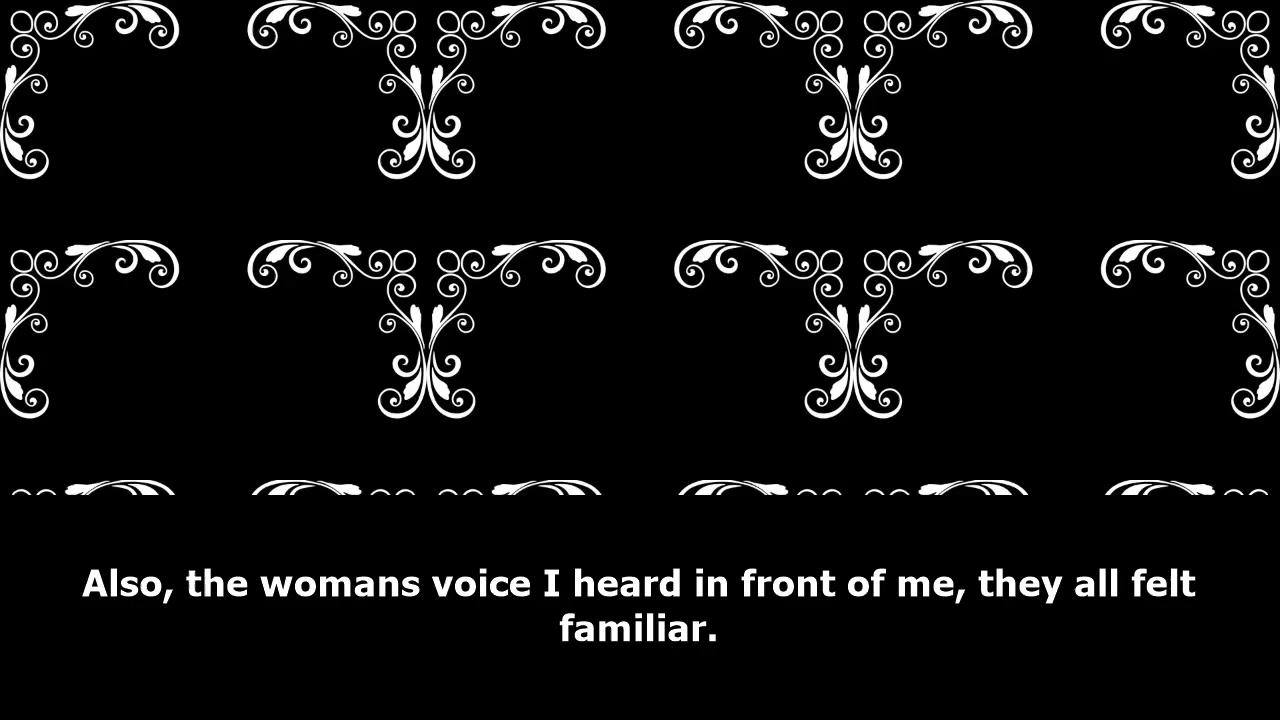 Also, the womans voice I heard in front of me, they all felt
familiar.